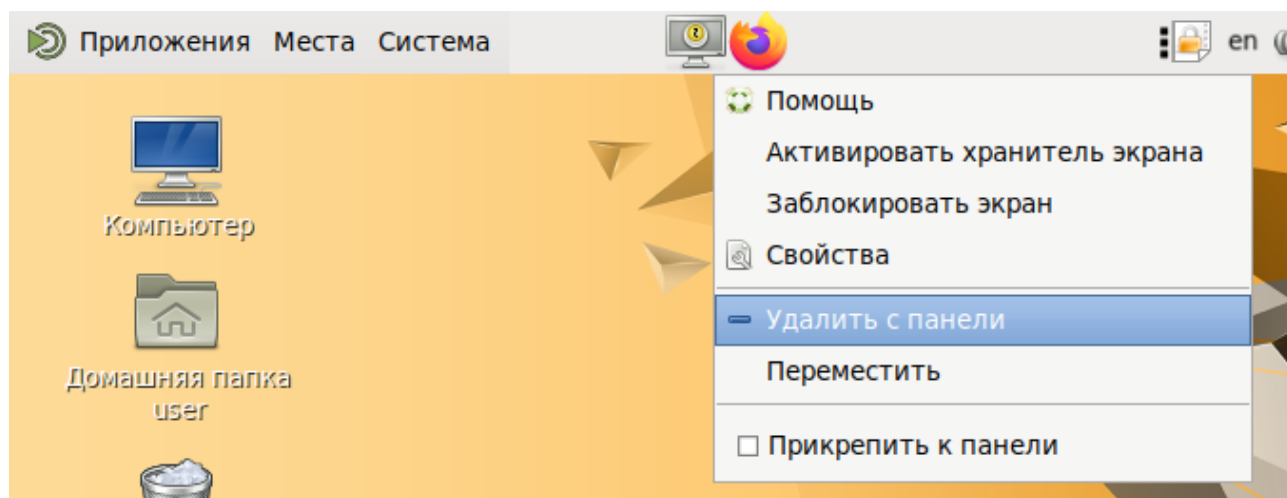 Приложения Места Система
en
Помощь
Активировать хранитель экрана
Заблокировать экран
Свойства
Удалить с панели
Переместить
Прикрепить к панели
Компьютер
Домашняя папка
user